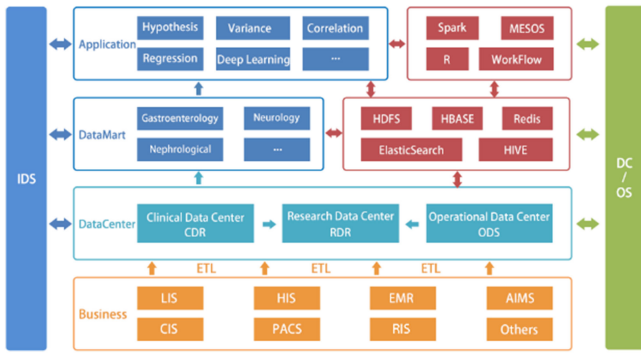 IDS
Application
Hypothesis
Variance
Correlation
Regression
Deep Learning
...
Spark
MESOS
R
WorkFlow
DataMart
Gastroenterology
Neurology
Nephrological
...
HDFS
HBASE
Redis
ElasticSearch
HIVE
DC
/
OS
DataCenter
Clinical Data Center
CDR
Research Data Center
RDR
Operational Data Center
ODS
ETL
ETL
ETL
Business
LIS
HIS
EMR
AIMS
CIS
PACS
RIS
Others